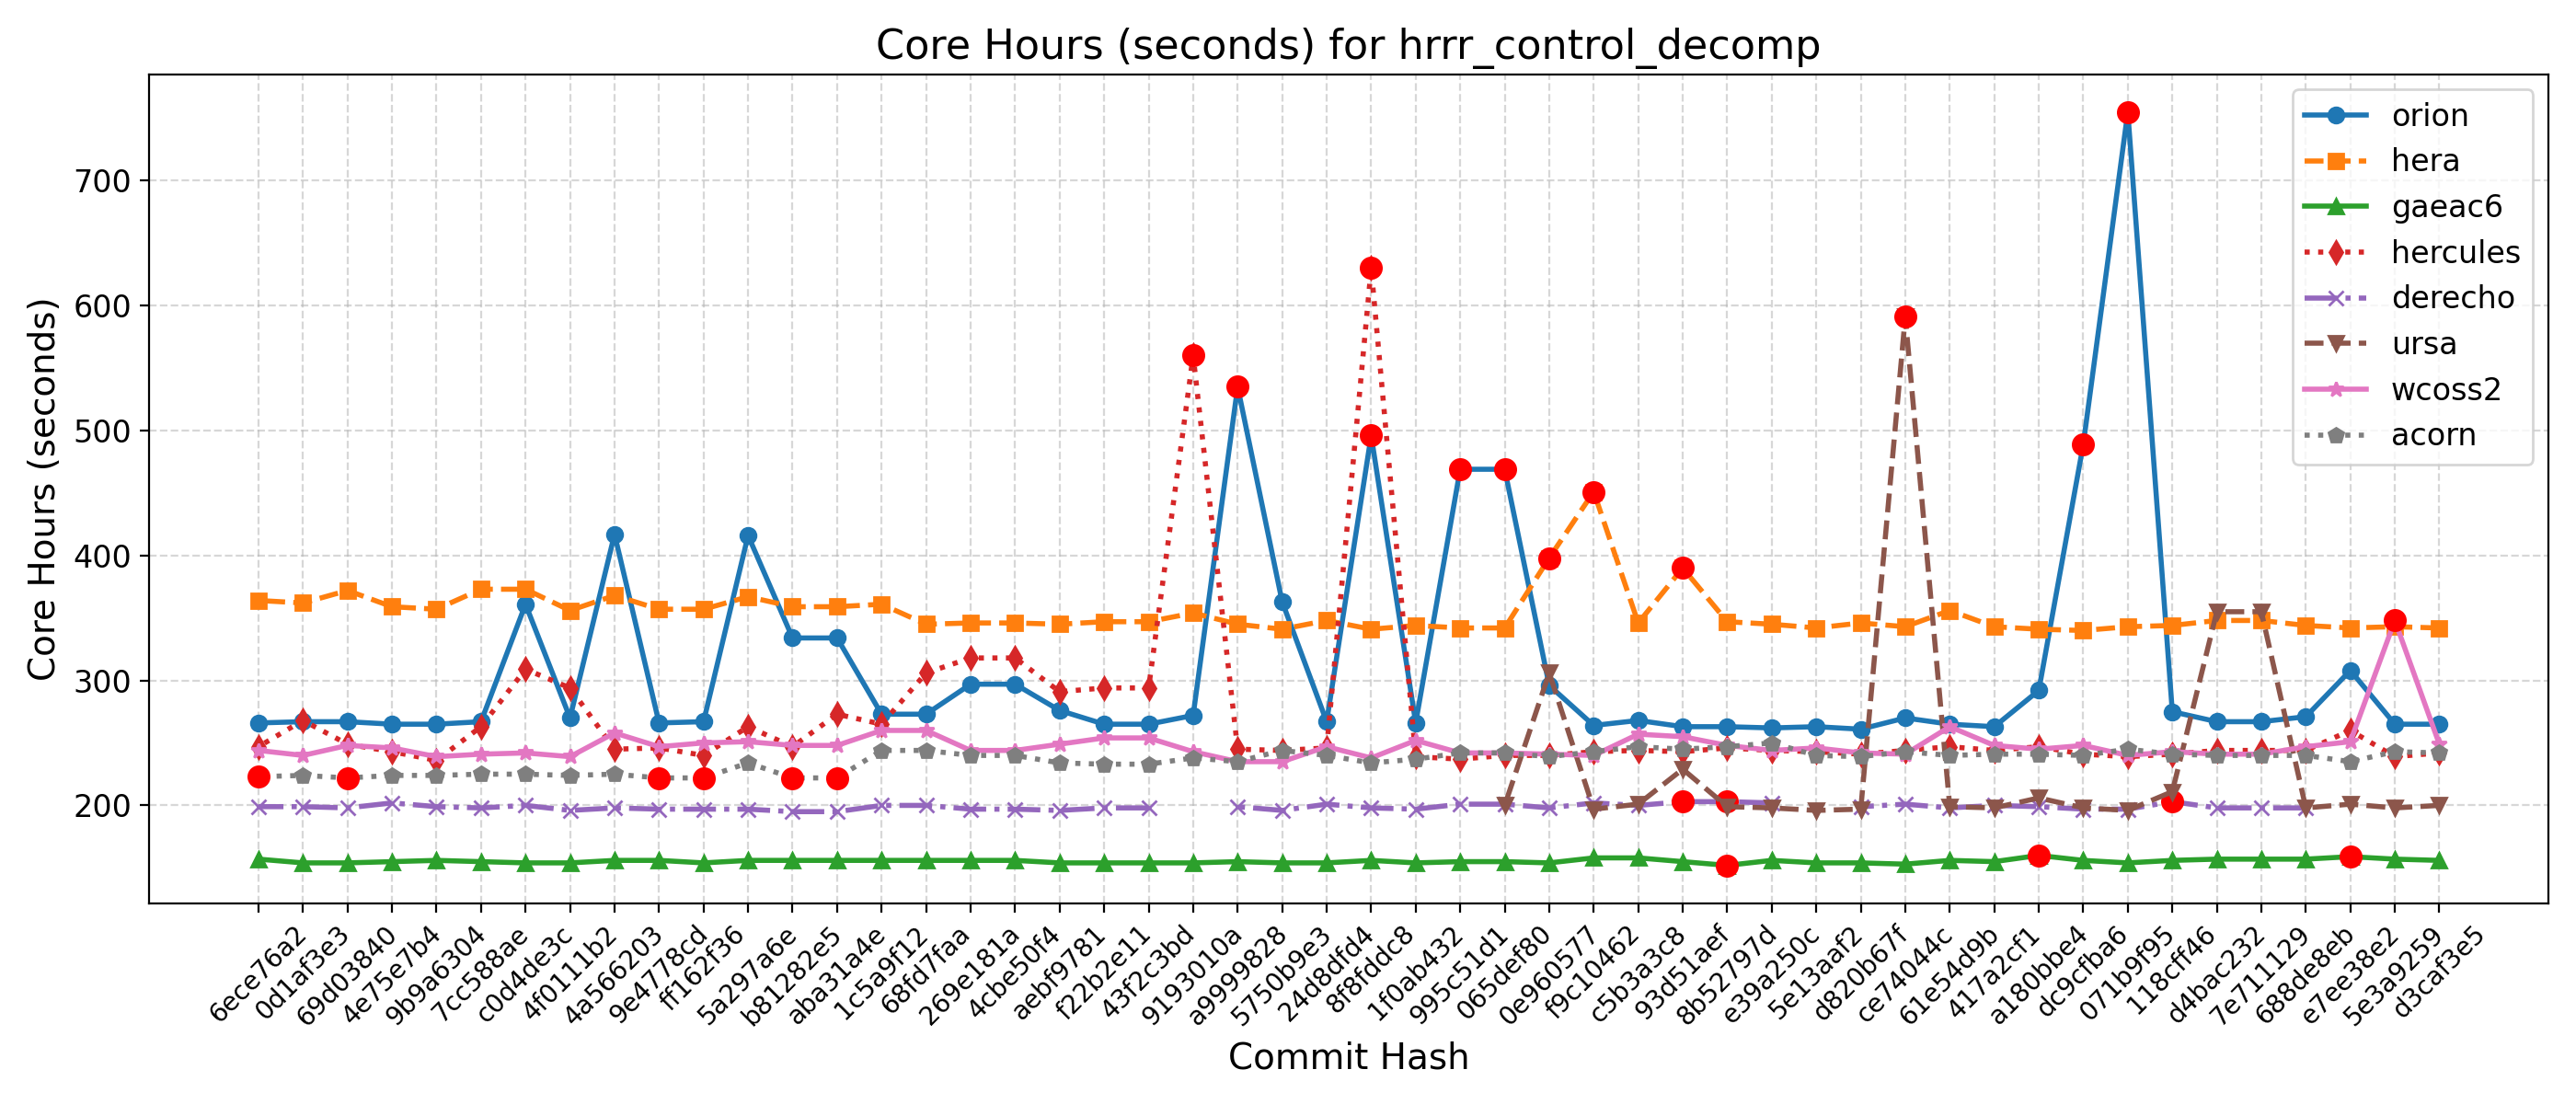 Core Hours (seconds) for hrrr_control_decomp
Core Hours (seconds)
700
600
500
400
300
200
orion
hera
gaeac6
hercules
derecho
ursa
wcoss2
acorn
6ece76a2
0d1af3e3
69d03840
4e75e7b4
9b9a6304
7cc588ae
c0d4de3c
4f0111b2
4a566203
9e4778cd
ff162f36
5a297a6e
b81282e5
aba31a4e
1c5a9f12
68fd7faa
269e181a
4cbe50f4
aebf9781
f22b2e11
43f2c3bd
9193010a
a9999828
5750b9e3
24d8dfd4
8f8fddc8
1f0ab432
995c51d1
065def80
0e960577
f9c10462
c5b3a3c8
93d51aef
8b52797d
e39a250c
5e13aaf2
d820b67f
ce74044c
61e54d9b
417a2cf1
a180bbe4
dc9cfba6
071b9f95
118cff46
d4bac232
7e711129
688de8eb
e7ee38e2
5e3a9259
d3caf3e5
Commit Hash